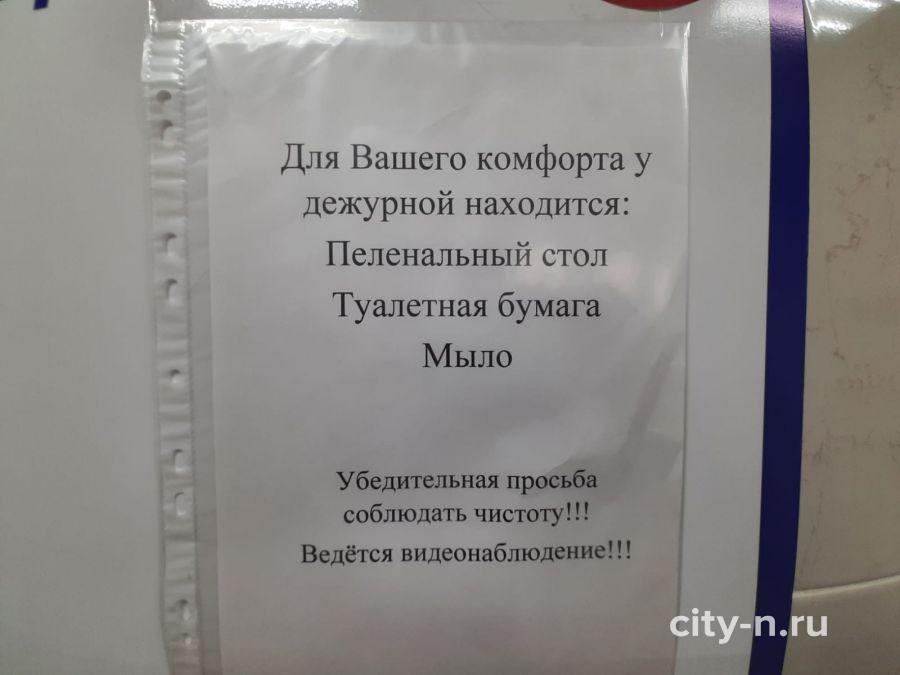 Для Вашего комфорта у
дежурной находится:
Пеленальный стол
Туалетная бумага
Мыло
Убедительная просьба
соблюдать чистоту!!!
Ведётся видеонаблюдение!!!
city-n.ru